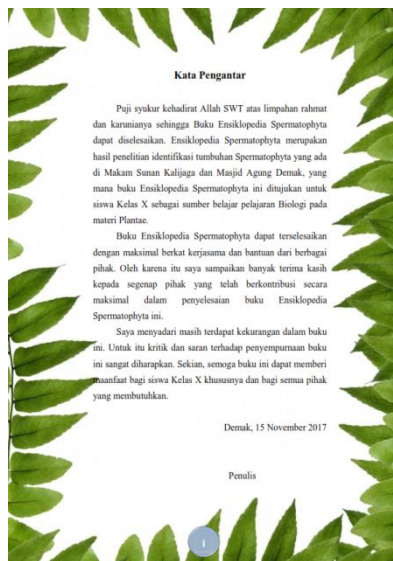 Kata Pengantar
Puji syukur kehadirat Allah SWT atas limpahan rahmat
dan karunianya sehingga Buku Ensiklopedia Spermatophyta
dapat diselesaikan. Ensiklopedia Spermatophyta merupakan
hasil penelitian identifikasi tumbuhan Spermatophyta yang ada
di Makam Sunan Kalijaga dan Masjid Agung Demak, yang
mana buku Ensiklopedia Spermatophyta ini ditujukan untuk
siswa Kelas X sebagai sumber belajar pelajaran Biologi pada
materi Plantae.
Buku Ensiklopedia Spermatophyta dapat terselesaikan
dengan maksimal berkat kerjasama dan bantuan dari berbagai
pihak. Oleh karena itu saya sampaikan banyak terima kasih
kepada segenap pihak yang telah berkontribusi secara
maksimal dalam penyelesaian buku Ensiklopedia
Spermatophyta ini.
Saya menyadari masih terdapat kekurangan dalam buku
ini. Untuk itu kritik dan saran terhadap penyempurnaan buku
ini sangat diharapkan. Sekian, semoga buku ini dapat memberi
maanfaat bagi siswa Kelas X khususnya dan bagi semua pihak
yang membutuhkan.
Demak, 15 November 2017
Penulis